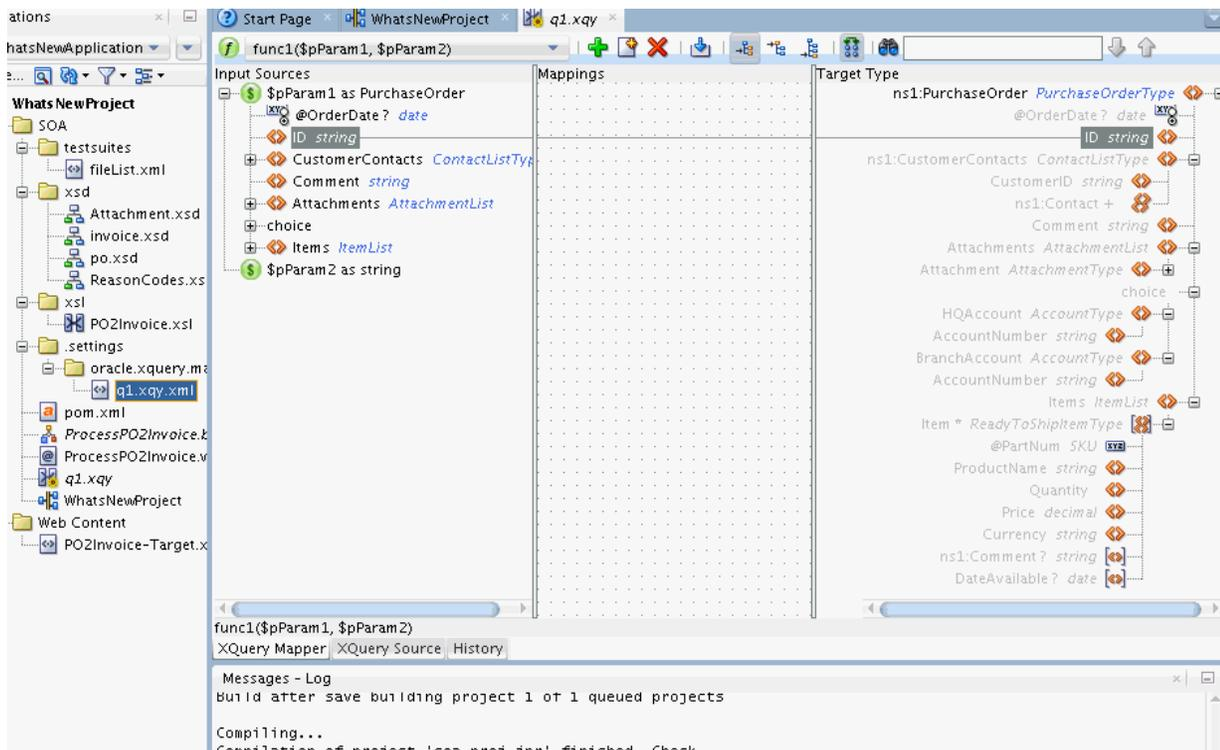 ations
Start Page
WhatsNewProject
q1.xqy
hatsNewApplication
func1($pParam1, $pParam2)
e...
Input Sources
Mappings
Target Type
WhatsNewProject
SOA
testsuites
fileList.xml
xsd
Attachment.xsd
invoice.xsd
po.xsd
ReasonCodes.xs
xsl
PO2Invoice.xsl
.settings
oracle.xquery.ma
q1.xqy.xml
pom.xml
ProcessPO2Invoice.b
ProcessPO2Invoice.w
q1.xqy
WhatsNewProject
Web Content
PO2Invoice-Target.x
$pParam1 as PurchaseOrder
@OrderDate? date
ID string
CustomerContacts ContactListTyp
Comment string
Attachments AttachmentList
choice
Items ItemList
$pParam2 as string
ns1:PurchaseOrder PurchaseOrderType
@OrderDate? date
ID string
ns1:CustomerContacts ContactListType
CustomerID string
ns1:Contact +
Comment string
Attachments AttachmentList
Attachment AttachmentType
choice
HQAccount AccountType
AccountNumber string
BranchAccount AccountType
AccountNumber string
Items ItemList
Item * ReadyToShipItemType
@PartNum SKU
ProductName string
Quantity
Price decimal
Currency string
ns1:Comment? string
DateAvailable? date
func1($pParam1, $pParam2)
XQuery Mapper XQuery Source History
Messages - Log
Build after save building project 1 of 1 queued projects
Compiling...
Compilation of project 'soa_proj.jpr' finished. Check